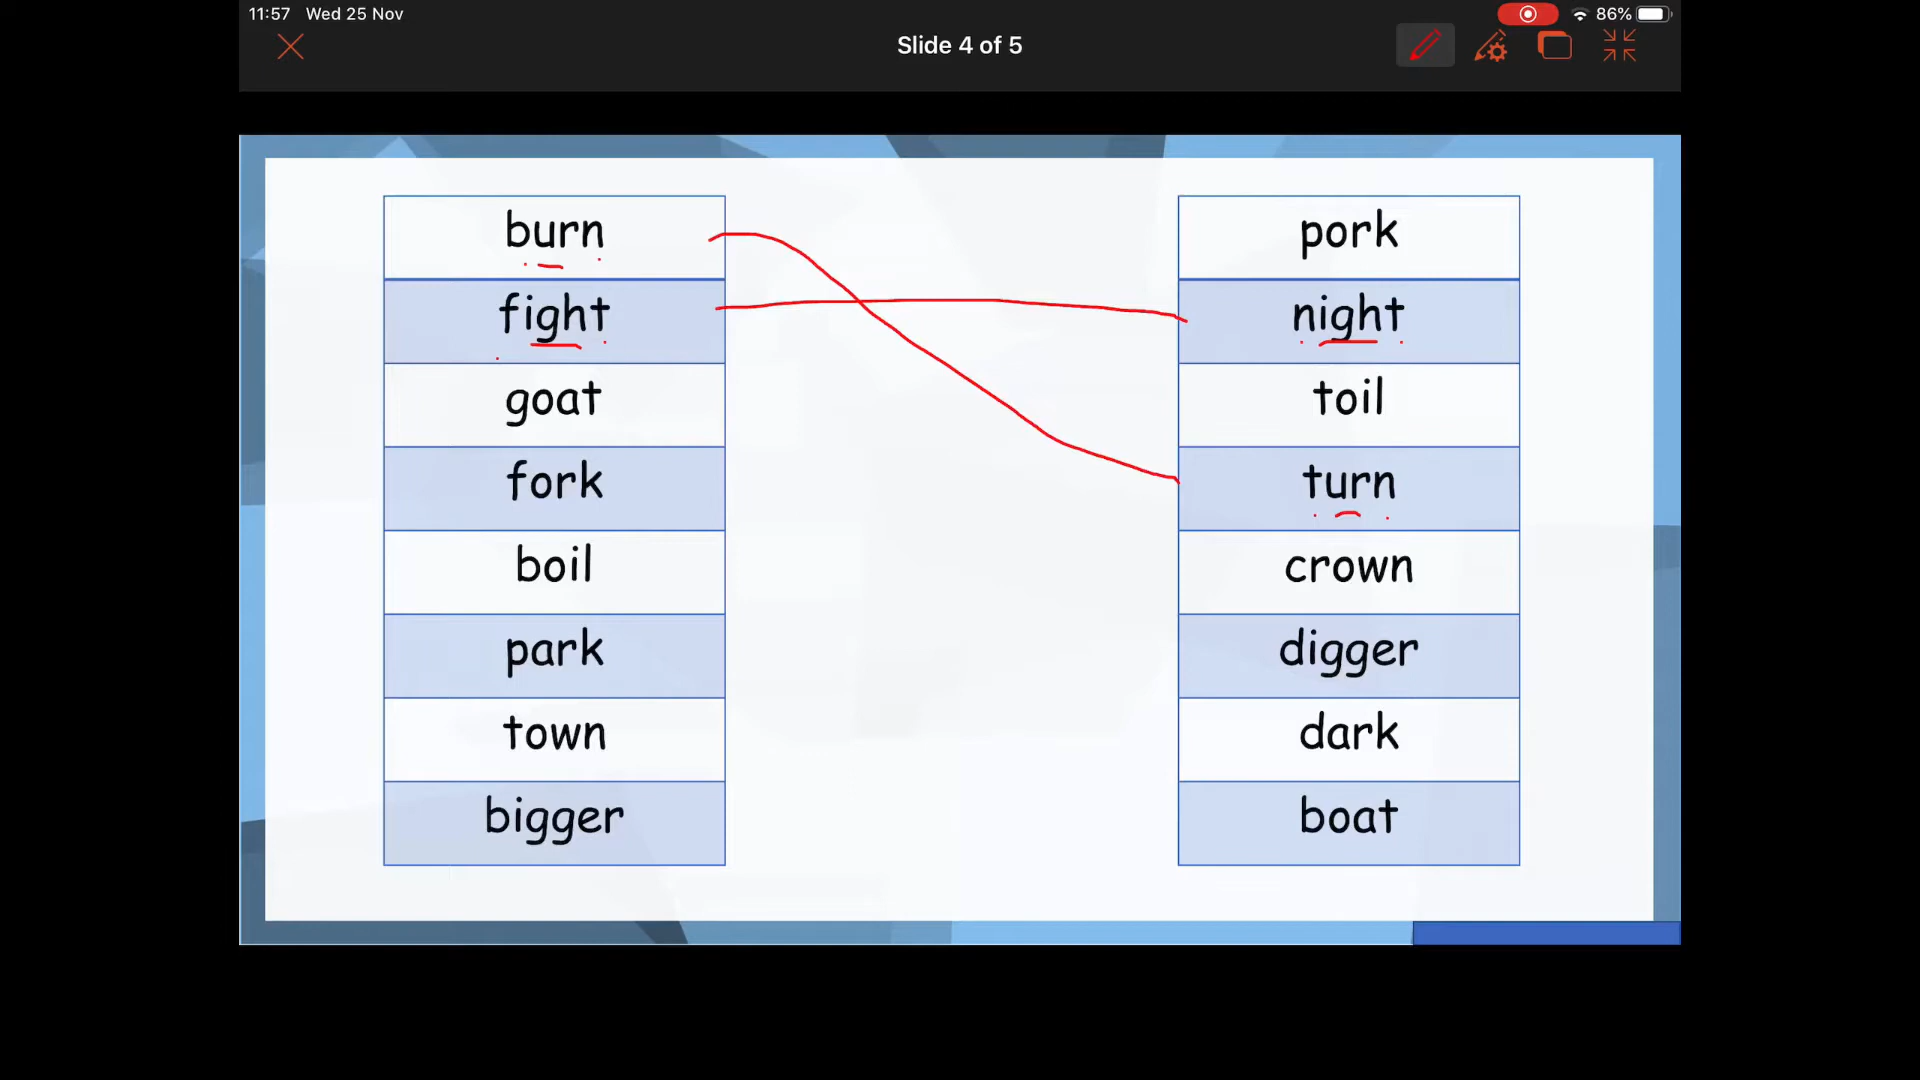 11:57 Wed 25 Nov
86%
Slide 4 of 5
burn
fight
goat
fork
boil
park
town
bigger
pork
night
toil
turn
crown
digger
dark
boat